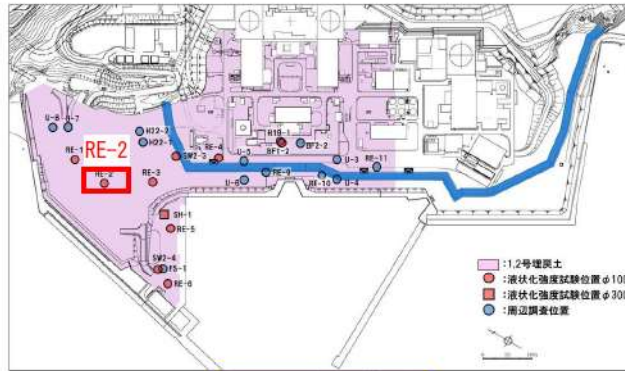 U-8
U-7
H22-2
H22-7
RE-1
RE-2
RE-2
RE-3
SW2-3
RE-4
H19-1
BF1-2
BF2-2
U-5
U-6
RE-9
RE-10
U-3
U-4
RE-11
SH-1
RE-5
SW2-4
FS-1
RE-6
:1,2号埋戻土
:液状化強度試験位置φ100
:液状化強度試験位置φ300
:周辺調査位置